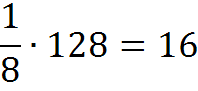 1/8 · 128 = 16